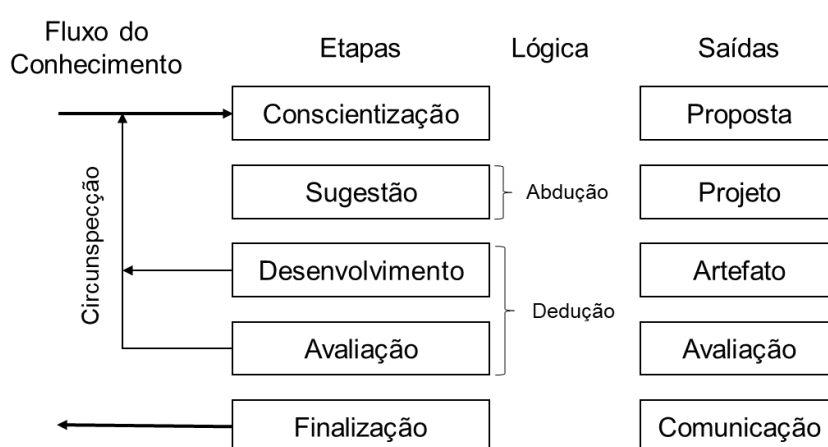 Fluxo do
Conhecimento
Etapas
Lógica
Saídas
Conscientização
Proposta
Sugestão
Abdução
Projeto
Circunspecção
Desenvolvimento
Artefato
Dedução
Avaliação
Avaliação
Finalização
Comunicação